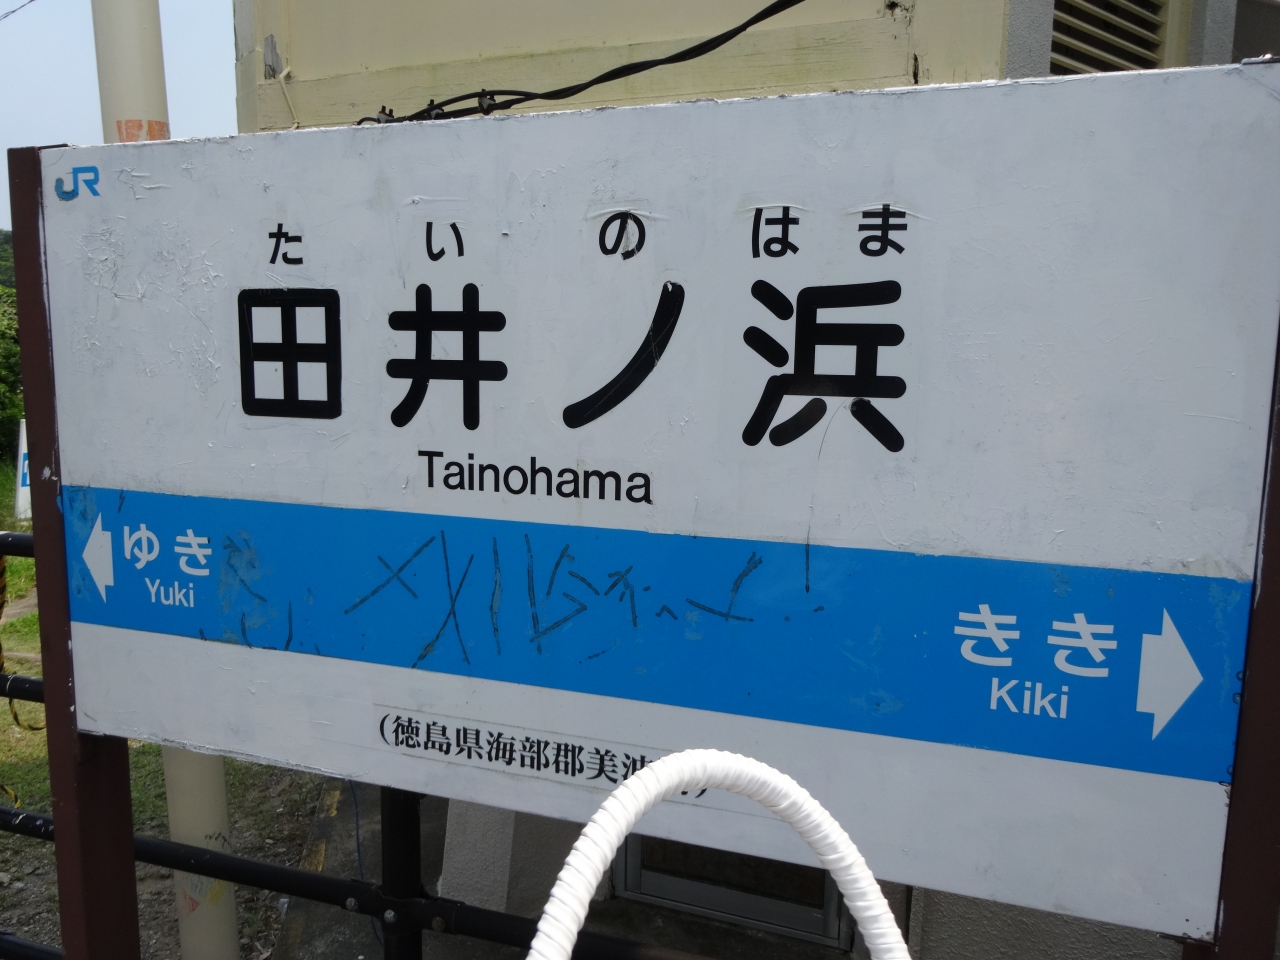 JR
たいのはま
田井ノ浜
Tainohama
ゆき
Yuki
きき
Kiki
(徳島県海部郡美波